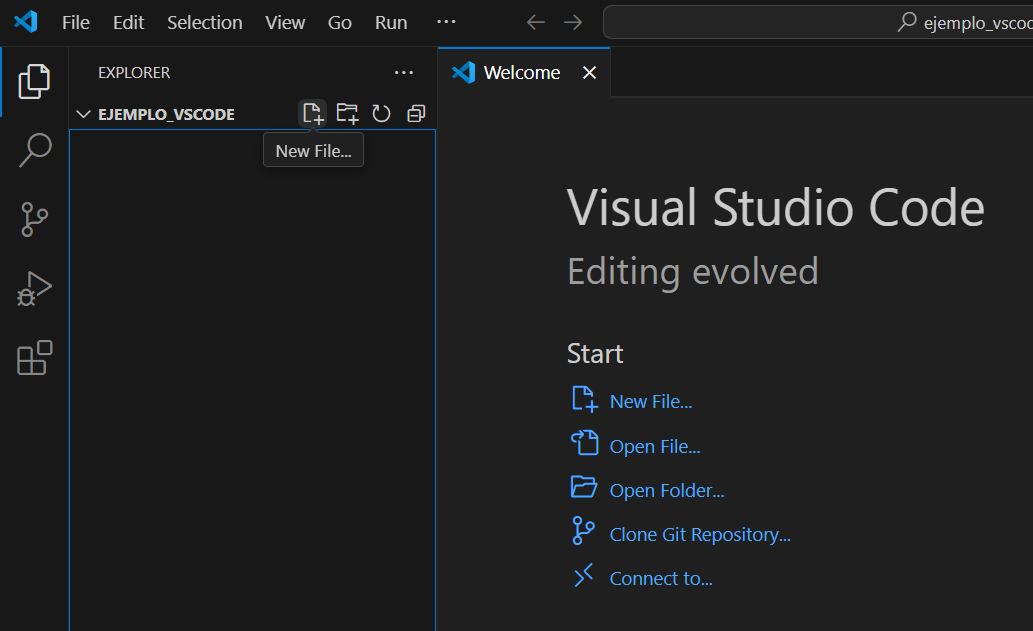 File Edit Selection View Go Run ...
ejemplo_vscod
EXPLORER ...
Welcome
EJEMPLO_VSCODE
New File...
Visual Studio Code
Editing evolved
Start
New File...
Open File...
Open Folder...
Clone Git Repository...
Connect to...